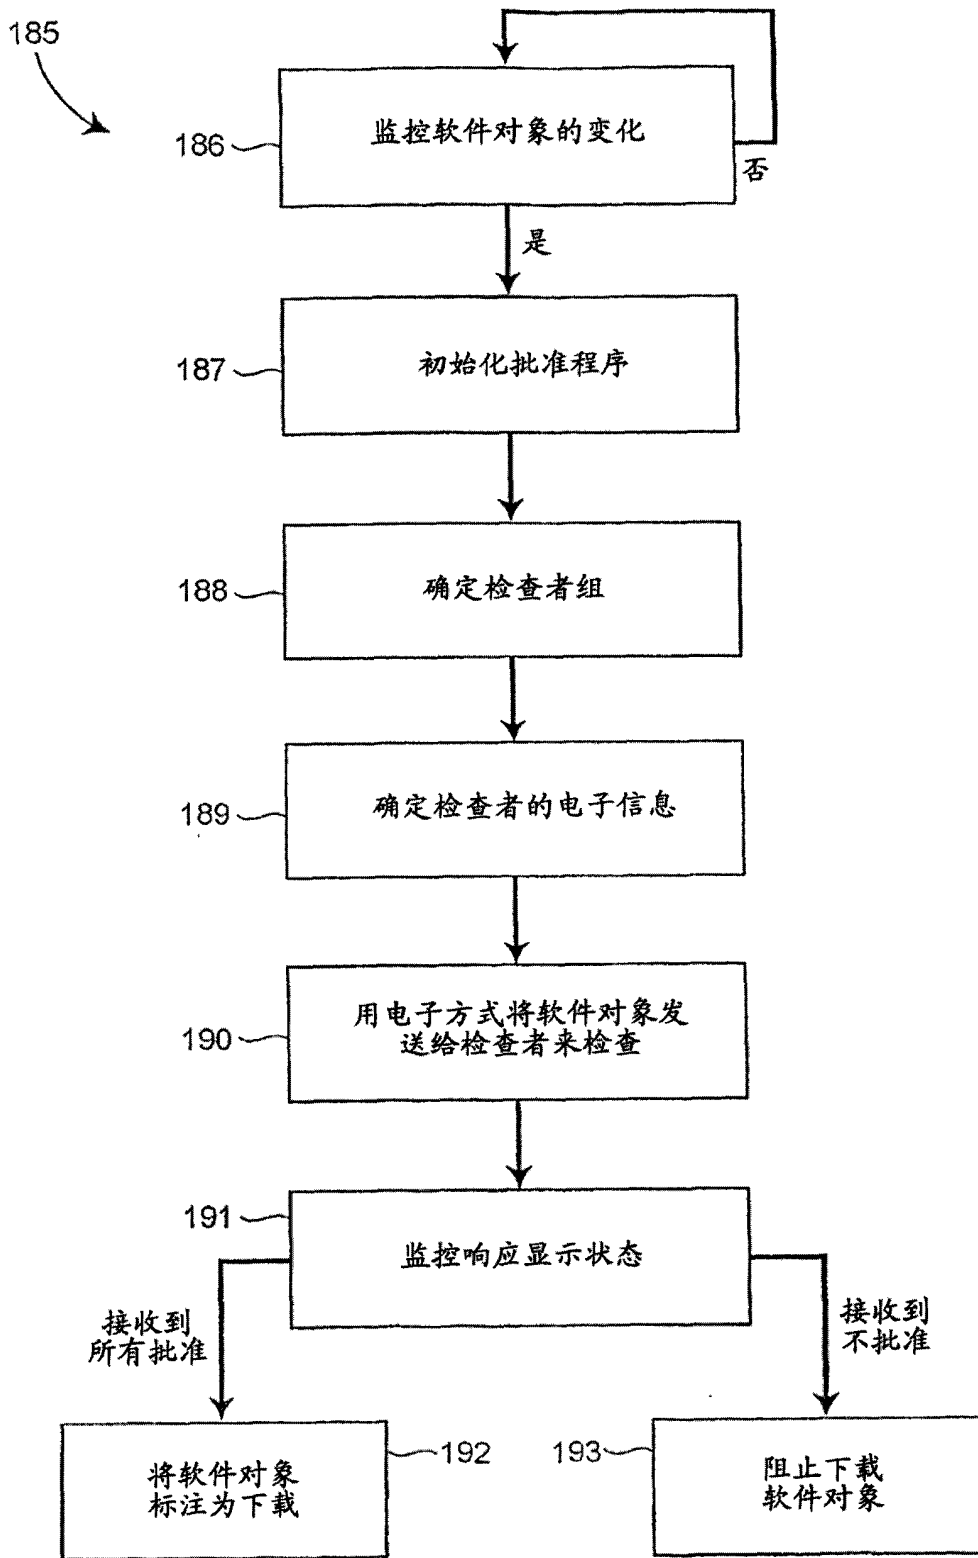 185
186
监控软件对象的变化
否
是
187
初始化批准程序
188
确定检查者组
189
确定检查者的电子信息
190
用电子方式将软件对象发
送给检查者来检查
191
监控响应显示状态
接收到
所有批准
接收到
不批准
192
将软件对象
标注为下载
193
阻止下载
软件对象